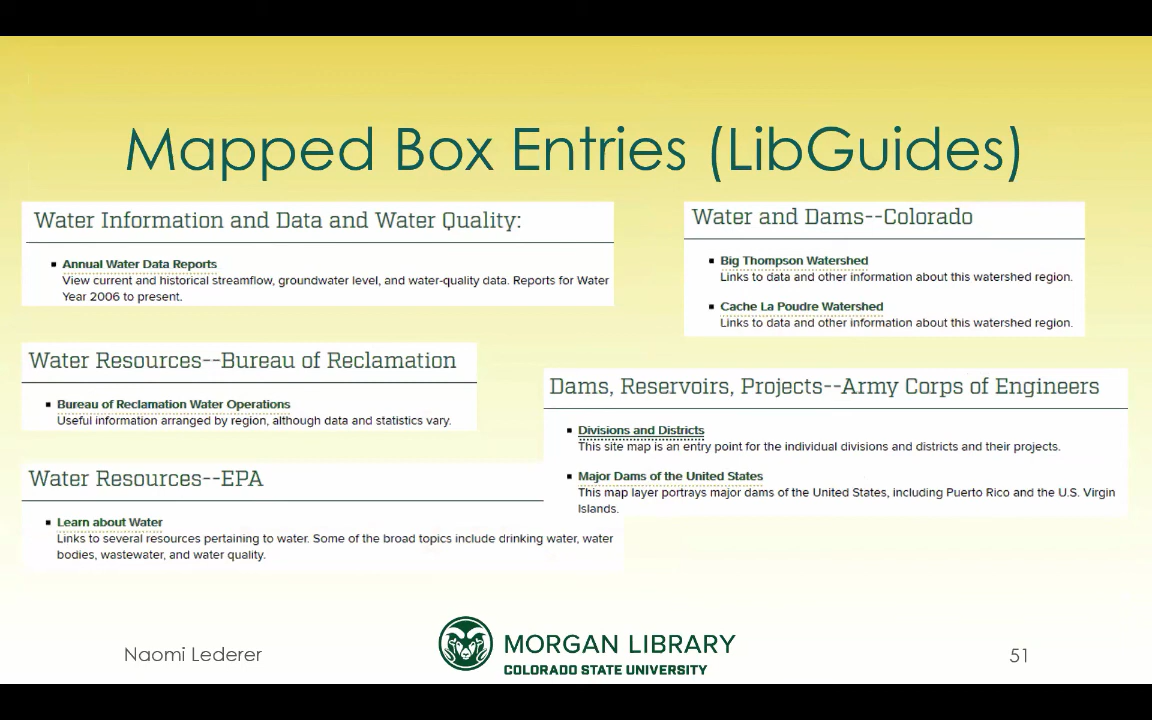 Mapped Box Entries (LibGuides)
Water Information and Data and Water Quality:
▪ Annual Water Data Reports
View current and historical streamflow, groundwater level, and water-quality data. Reports for Water
Year 2006 to present.
Water and Dams--Colorado
▪ Big Thompson Watershed
Links to data and other information about this watershed region.
▪ Cache La Poudre Watershed
Links to data and other information about this watershed region.
Water Resources--Bureau of Reclamation
▪ Bureau of Reclamation Water Operations
Useful information arranged by region, although data and statistics vary.
Dams, Reservoirs, Projects--Army Corps of Engineers
▪ Divisions and Districts
This site map is an entry point for the individual divisions and districts and their projects.
▪ Major Dams of the United States
This map layer portrays major dams of the United States, including Puerto Rico and the U.S. Virgin
Islands.
Water Resources--EPA
▪ Learn about Water
Links to several resources pertaining to water. Some of the broad topics include drinking water, water
bodies, wastewater, and water quality.
Naomi Lederer
MORGAN LIBRARY
COLORADO STATE UNIVERSITY
51